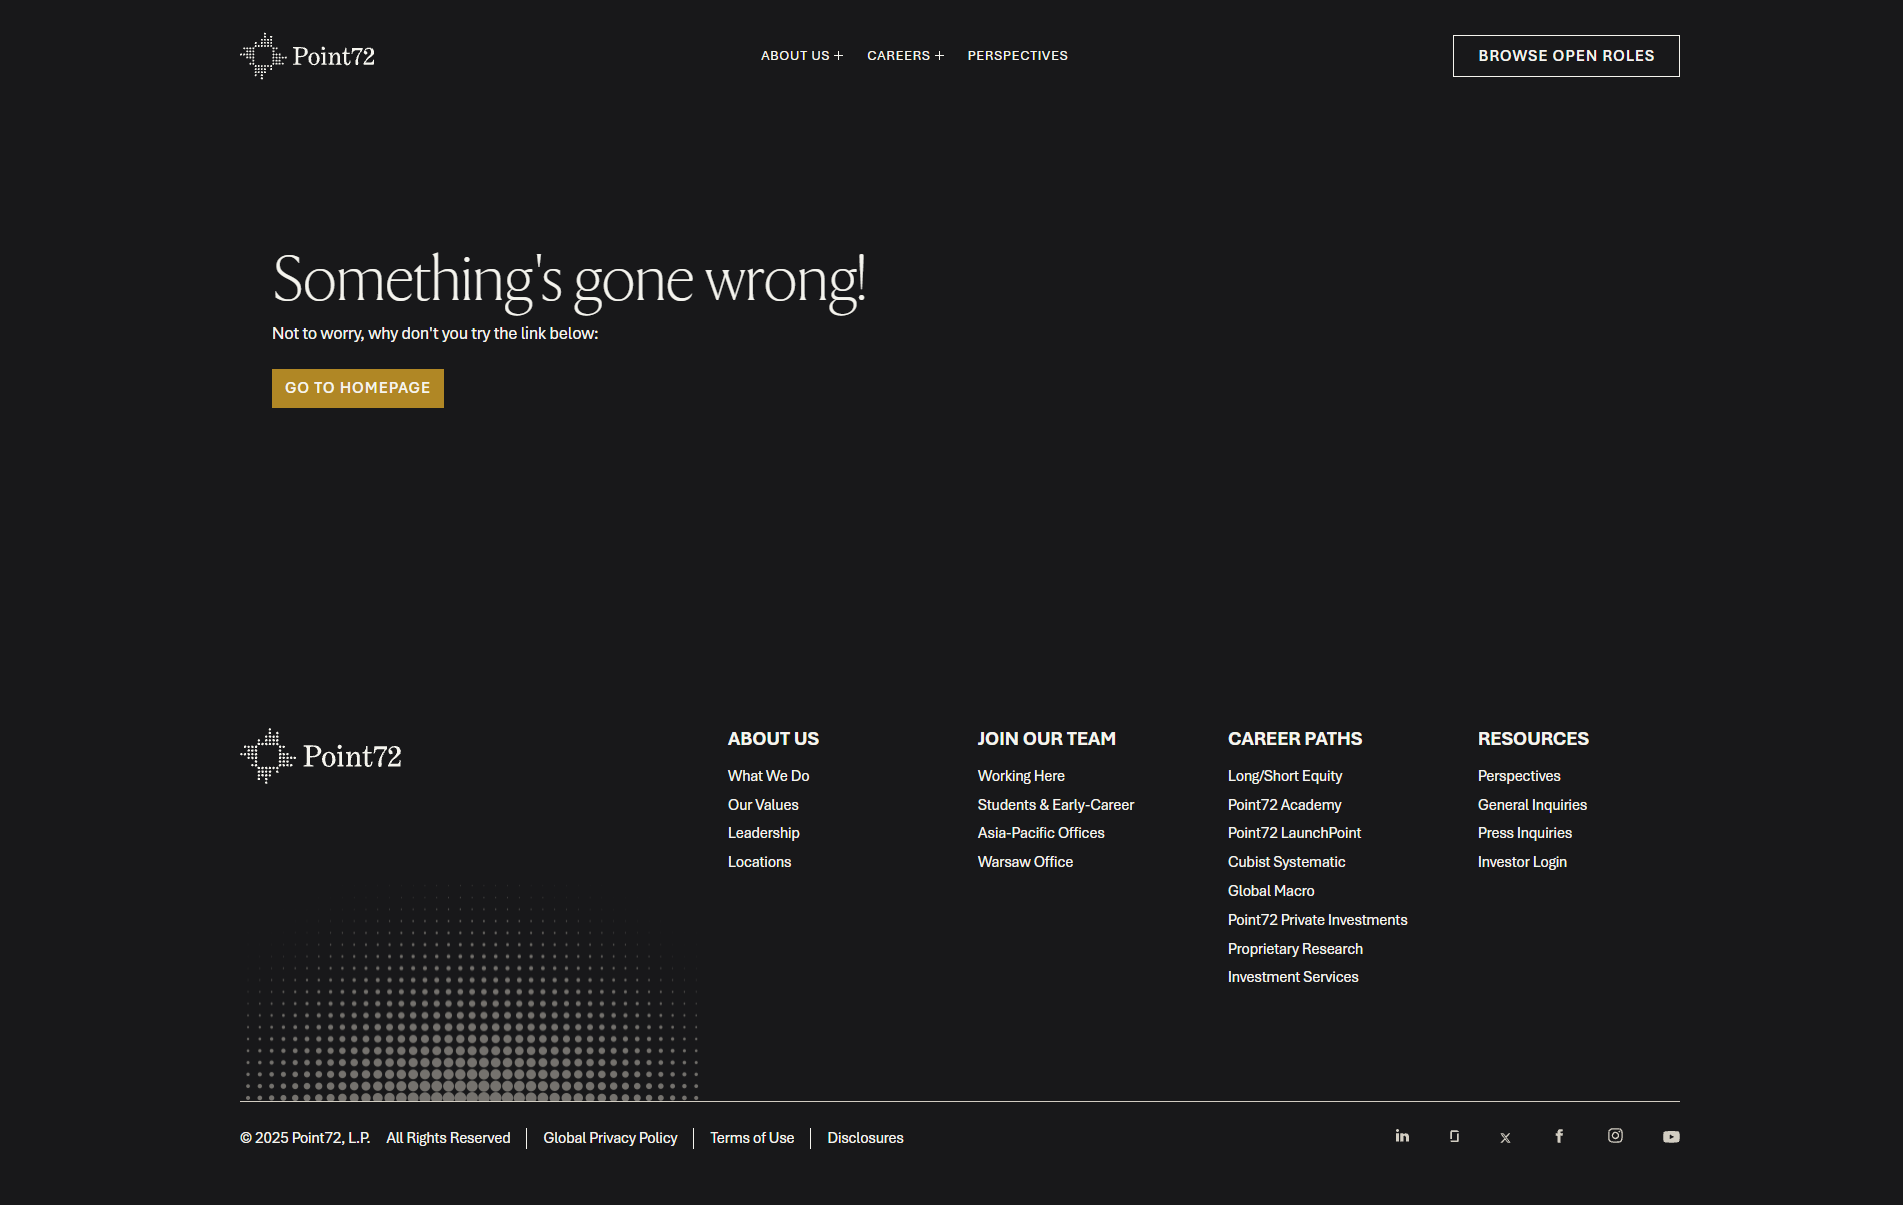 Point72
ABOUT US +
CAREERS +
PERSPECTIVES
BROWSE OPEN ROLES
Something's gone wrong!
Not to worry, why don't you try the link below:
GO TO HOMEPAGE
Point72
ABOUT US
What We Do
Our Values
Leadership
Locations
JOIN OUR TEAM
Working Here
Students & Early-Career
Asia-Pacific Offices
Warsaw Office
CAREER PATHS
Long/Short Equity
Point72 Academy
Point72 LaunchPoint
Cubist Systematic
Global Macro
Point72 Private Investments
Proprietary Research
Investment Services
RESOURCES
Perspectives
General Inquiries
Press Inquiries
Investor Login
© 2025 Point72, L.P. All Rights Reserved
Global Privacy Policy
Terms of Use
Disclosures